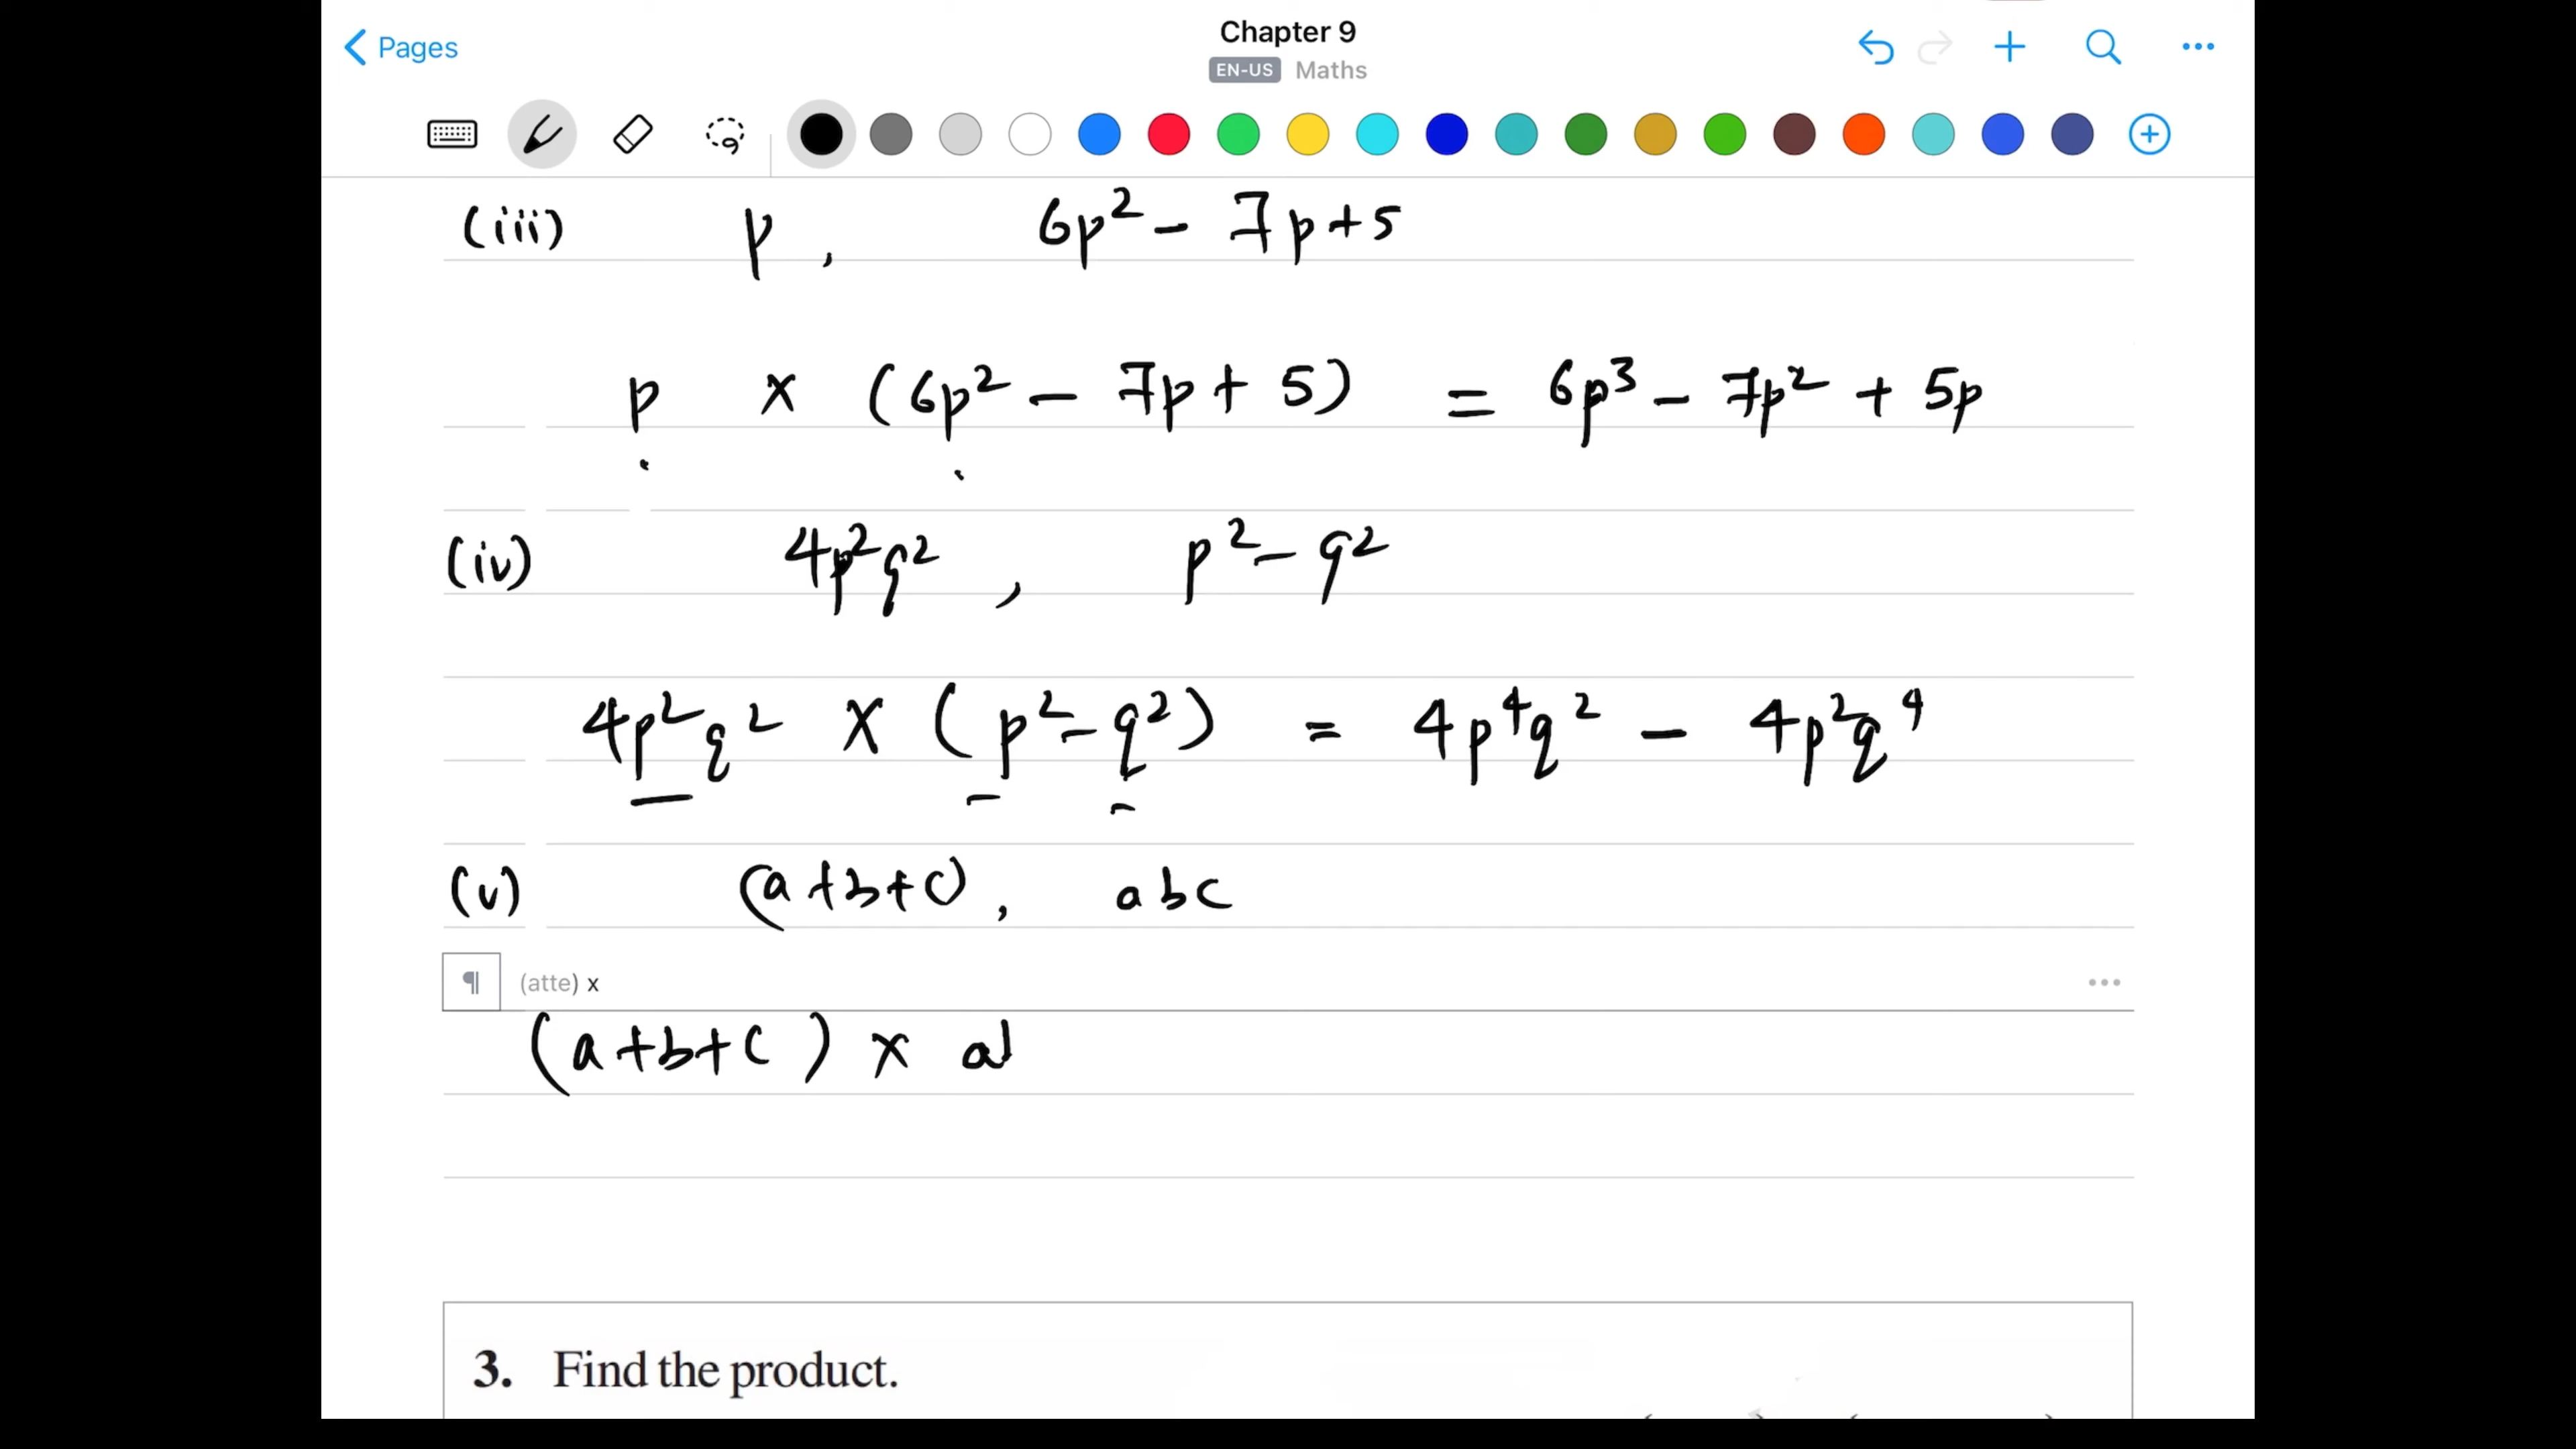 Pages
Chapter 9
EN-US Maths
(iii) p, 6p² - 7p+5
p × (6p² - 7p + 5) = 6p³ - 7p² + 5p
(iv) 4p²q², p² - q²
4p²q² × (p² - q²) = 4p⁴q² - 4p²q⁴
(v) (a+b+c), abc
(atte) x
(a+b+c) × al
3. Find the product.